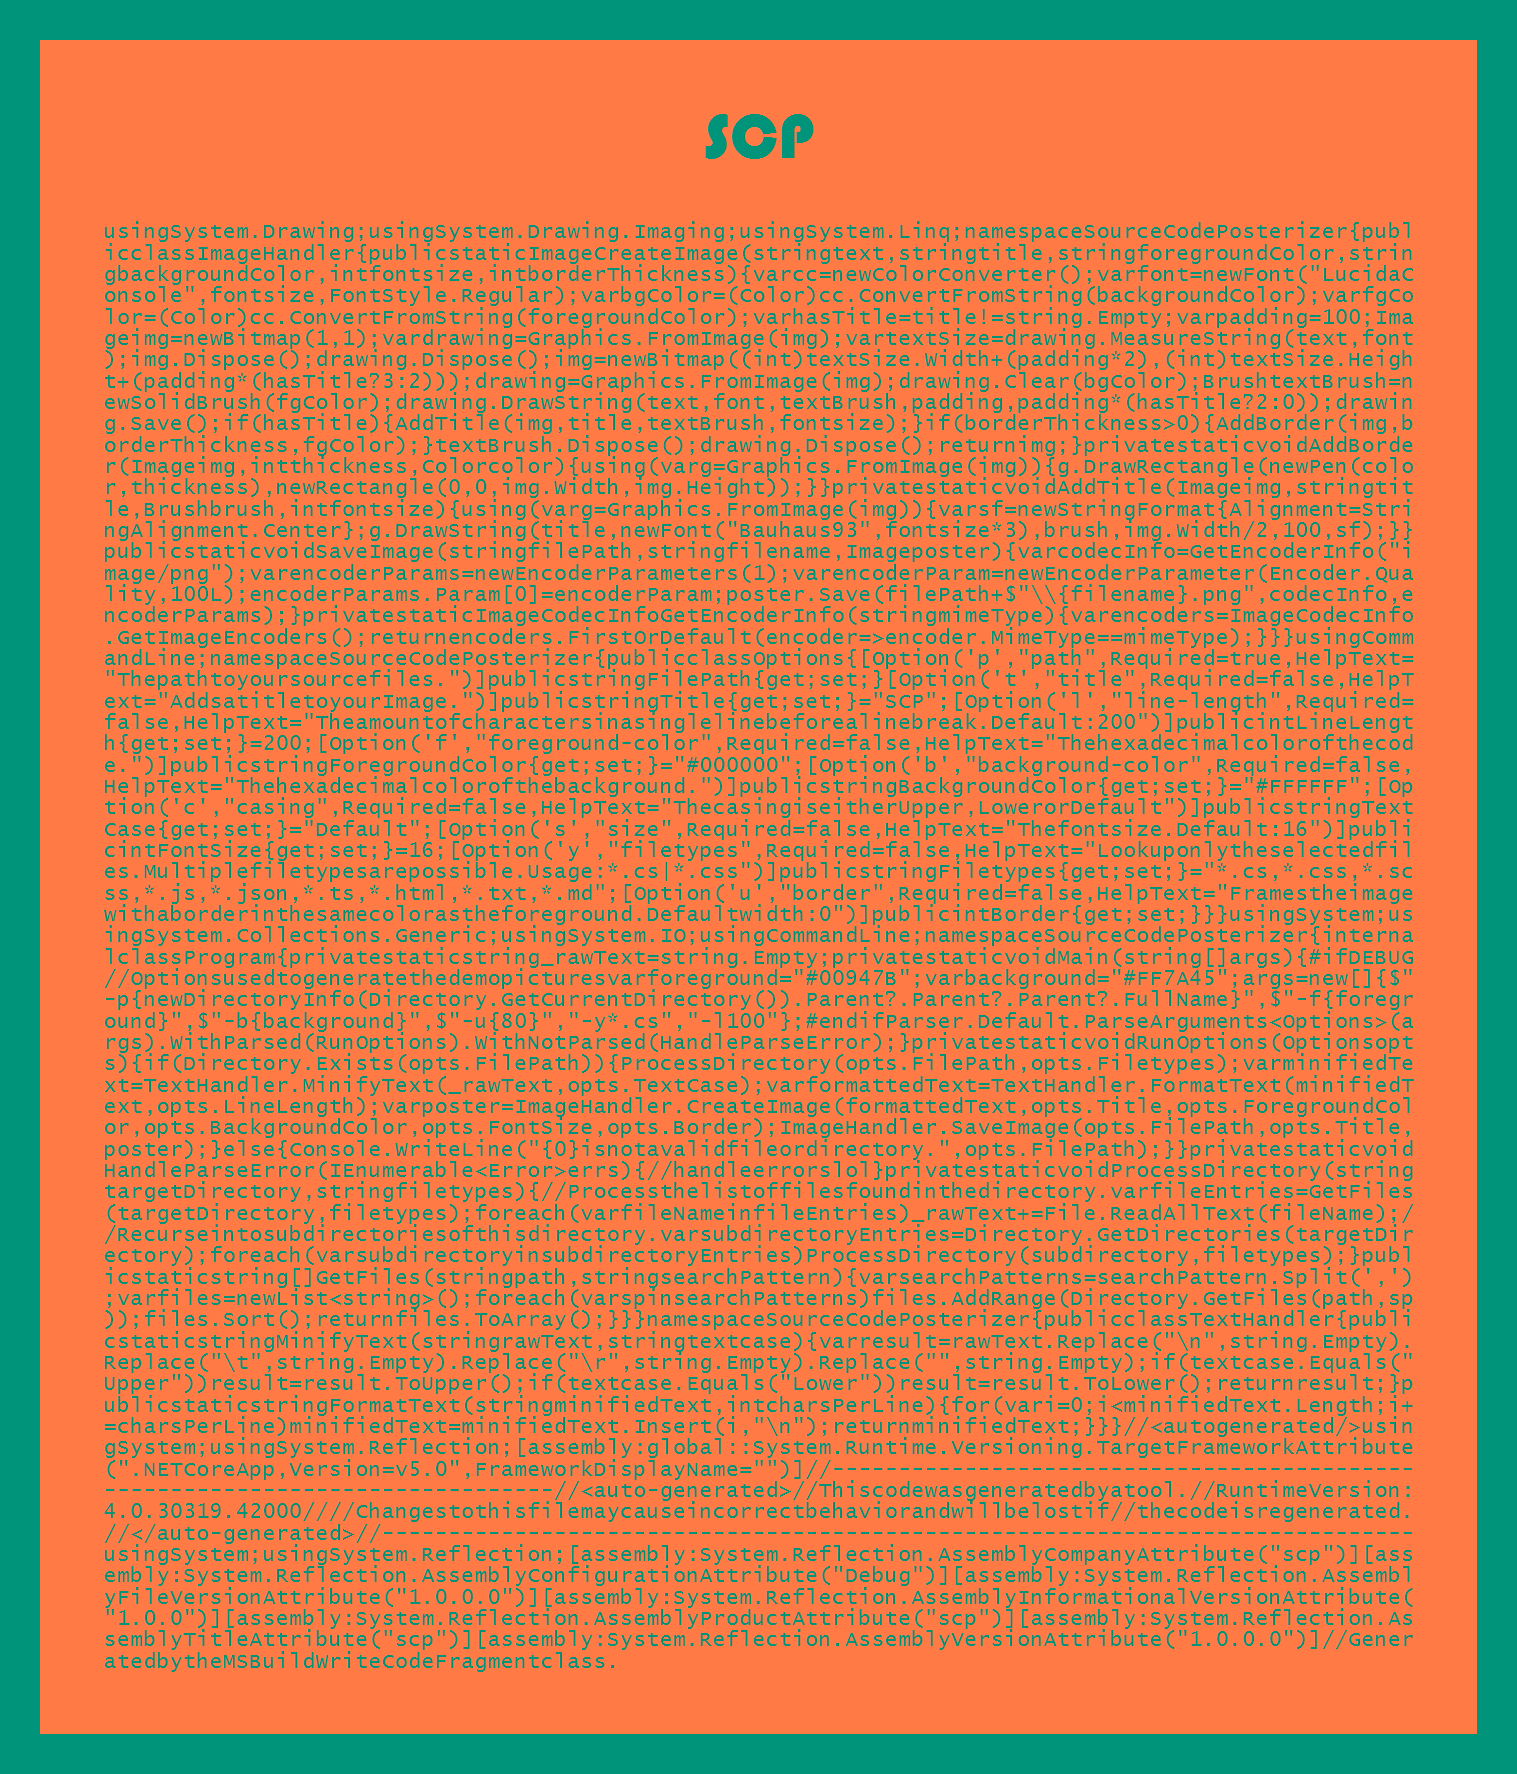 SCP
usingSystem.Drawing;usingSystem.Drawing.Imaging;usingSystem.Linq;namespaceSourceCodePosterizer{publ
icclassImageHandler{publicstaticImageCreateImage(stringtext,stringtitle,stringforegroundColor,strin
gbackgroundColor,intfontsize,intborderThickness){varcc=newColorConverter();varfont=newFont("LucidaC
onsole",fontsize,FontStyle.Regular);varbgColor=(Color)cc.ConvertFromString(backgroundColor);varfgCo
lor=(Color)cc.ConvertFromString(foregroundColor);varhasTitle=title!=string.Empty;varpadding=100;Ima
geimg=newBitmap(1,1);vardrawing=Graphics.FromImage(img);vartextSize=drawing.MeasureString(text,font
);img.Dispose();drawing.Dispose();img=newBitmap((int)textSize.Width+(padding*2),(int)textSize.Heigh
t+(padding*(hasTitle?3:2)));drawing=Graphics.FromImage(img);drawing.Clear(bgColor);BrushtextBrush=n
ewSolidBrush(fgColor);drawing.DrawString(text,font,textBrush,padding,padding*(hasTitle?2:0));drawin
g.Save();if(hasTitle){AddTitle(img,title,textBrush,fontsize);}if(borderThickness>0){AddBorder(img,b
orderThickness,fgColor);}textBrush.Dispose();drawing.Dispose();returnimg;}privatestaticvoidAddBorde
r(Imageimg,intthickness,Colorcolor){using(varg=Graphics.FromImage(img)){g.DrawRectangle(newPen(colo
r,thickness),newRectangle(0,0,img.Width,img.Height));}}privatestaticvoidAddTitle(Imageimg,stringtit
le,Brushbrush,intfontsize){using(varg=Graphics.FromImage(img)){varsf=newStringFormat{Alignment=Stri
ngAlignment.Center};g.DrawString(title,newFont("Bauhaus93",fontsize*3),brush,img.Width/2,100,sf);}}
publicstaticvoidSaveImage(stringfilePath,stringfilename,Imageposter){varcodecInfo=GetEncoderInfo("i
mage/png");varencoderParams=newEncoderParameters(1);varencoderParam=newEncoderParameter(Encoder.Qua
lity,100L);encoderParams.Param[0]=encoderParam;poster.Save(filePath+$"\\{filename}.png",codecInfo,e
ncoderParams);}privatestaticImageCodecInfoGetEncoderInfo(stringmimeType){varencoders=ImageCodecInfo
.GetImageEncoders();returnencoders.FirstOrDefault(encoder=>encoder.MimeType==mimeType);}}}usingComm
andLine;namespaceSourceCodePosterizer{publicclassOptions{[Option('p',"path",Required=true,HelpText=
"Thepathtoyoursourcefiles.")]publicstringFilePath{get;set;}[Option('t',"title",Required=false,HelpT
ext="AddsatitletoyourImage.")]publicstringTitle{get;set;}="SCP";[Option('l',"line-length",Required=
false,HelpText="Theamountofcharactersinasinglelinebeforealinebreak.Default:200")]publicintLineLengt
h{get;set;}=200;[Option('f',"foreground-color",Required=false,HelpText="Thehexadecimalcolorofthecod
e.")]publicstringForegroundColor{get;set;}="#000000";[Option('b',"background-color",Required=false,
HelpText="Thehexadecimalcolorofthebackground.")]publicstringBackgroundColor{get;set;}="#FFFFFF";[Op
tion('c',"casing",Required=false,HelpText="ThecasingiseitherUpper,LowerorDefault")]publicstringText
Case{get;set;}="Default";[Option('s',"size",Required=false,HelpText="Thefontsize.Default:16")]publi
cintFontSize{get;set;}=16;[Option('y',"filetypes",Required=false,HelpText="Lookuponlytheselectedfil
es.Multiplefiletypesarepossible.Usage:*.cs|*.css")]publicstringFiletypes{get;set;}="*.cs,*.css,*.sc
ss,*.js,*.json,*.ts,*.html,*.txt,*.md";[Option('u',"border",Required=false,HelpText="Framestheimage
withaborderinthesamecolorastheforeground.Defaultwidth:0")]publicintBorder{get;set;}}}usingSystem;us
ingSystem.Collections.Generic;usingSystem.IO;usingCommandLine;namespaceSourceCodePosterizer{interna
lclassProgram{privatestaticstring_rawText=string.Empty;privatestaticvoidMain(string[]args){#ifDEBUG
//Optionsusedtogeneratethedemopicturesvarforeground="#00947B";varbackground="#FF7A45";args=new[]{$"
-p{newDirectoryInfo(Directory.GetCurrentDirectory()).Parent?.Parent?.Parent?.FullName}",$"-f{foregr
ound}",$"-b{background}",$"-u{80}","-y*.cs","-l100"};#endifParser.Default.ParseArguments<Options>(a
rgs).WithParsed(RunOptions).WithNotParsed(HandleParseError);}privatestaticvoidRunOptions(Optionsopt
s){if(Directory.Exists(opts.FilePath)){ProcessDirectory(opts.FilePath,opts.Filetypes);varminifiedTe
xt=TextHandler.MinifyText(_rawText,opts.TextCase);varformattedText=TextHandler.FormatText(minifiedT
ext,opts.LineLength);varposter=ImageHandler.CreateImage(formattedText,opts.Title,opts.ForegroundCol
or,opts.BackgroundColor,opts.FontSize,opts.Border);ImageHandler.SaveImage(opts.FilePath,opts.Title,
poster);}else{Console.WriteLine("{0}isnotavalidfileordirectory.",opts.FilePath);}}privatestaticvoid
HandleParseError(IEnumerable<Error>errs){//handleerrorslol}privatestaticvoidProcessDirectory(string
targetDirectory,stringfiletypes){//Processthelistoffilesfoundinthedirectory.varfileEntries=GetFiles
(targetDirectory,filetypes);foreach(varfileNameinfileEntries)_rawText+=File.ReadAllText(fileName);/
/Recurseintosubdirectoriesofthisdirectory.varsubdirectoryEntries=Directory.GetDirectories(targetDir
ectory);foreach(varsubdirectoryinsubdirectoryEntries)ProcessDirectory(subdirectory,filetypes);}publ
icstaticstring[]GetFiles(stringpath,stringsearchPattern){varsearchPatterns=searchPattern.Split(',')
;varfiles=newList<string>();foreach(varspinsearchPatterns)files.AddRange(Directory.GetFiles(path,sp
));files.Sort();returnfiles.ToArray();}}}namespaceSourceCodePosterizer{publicclassTextHandler{publi
cstaticstringMinifyText(stringrawText,stringtextcase){varresult=rawText.Replace("\n",string.Empty).
Replace("\t",string.Empty).Replace("\r",string.Empty).Replace("",string.Empty);if(textcase.Equals("
Upper"))result=result.ToUpper();if(textcase.Equals("Lower"))result=result.ToLower();returnresult;}p
ublicstaticstringFormatText(stringminifiedText,intcharsPerLine){for(vari=0;i<minifiedText.Length;i+
=charsPerLine)minifiedText=minifiedText.Insert(i,"\n");returnminifiedText;}}}//<autogenerated/>usin
gSystem;usingSystem.Reflection;[assembly:global::System.Runtime.Versioning.TargetFrameworkAttribute
(".NETCoreApp,Version=v5.0",FrameworkDisplayName="")]//--------------------------------------------
----------------------------------//<auto-generated>//Thiscodewasgeneratedbyatool.//RuntimeVersion:
4.0.30319.42000////Changestothisfilemaycauseincorrectbehaviorandwillbelostif//thecodeisregenerated.
//</auto-generated>//------------------------------------------------------------------------------
usingSystem;usingSystem.Reflection;[assembly:System.Reflection.AssemblyCompanyAttribute("scp")][ass
embly:System.Reflection.AssemblyConfigurationAttribute("Debug")][assembly:System.Reflection.Assembl
yFileVersionAttribute("1.0.0.0")][assembly:System.Reflection.AssemblyInformationalVersionAttribute(
"1.0.0")][assembly:System.Reflection.AssemblyProductAttribute("scp")][assembly:System.Reflection.As
semblyTitleAttribute("scp")][assembly:System.Reflection.AssemblyVersionAttribute("1.0.0.0")]//Gener
atedbytheMSBuildWriteCodeFragmentclass.